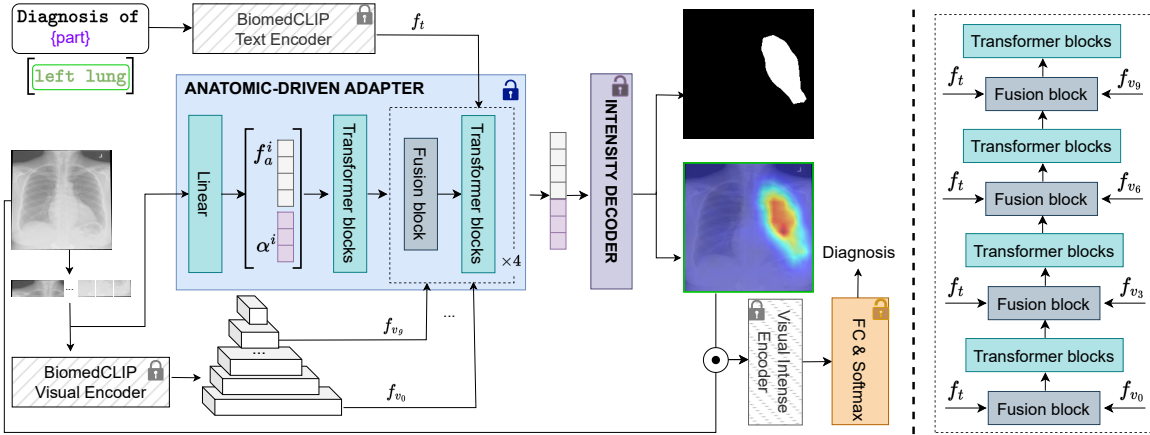 Diagnosis of
{part}
[left lung]
BiomedCLIP
Text Encoder
f_t
ANATOMIC-DRIVEN ADAPTER
Linear
f_a^i
α^i
Transformer blocks
Fusion block
Transformer blocks
×4
INTENSITY DECODER
...
BiomedCLIP
Visual Encoder
...
f_{v_9}
...
f_{v_0}
Diagnosis
Visual Intense
Encoder
FC & Softmax
Transformer blocks
f_t
Fusion block
f_{v_9}
Transformer blocks
f_t
Fusion block
f_{v_6}
Transformer blocks
f_t
Fusion block
f_{v_3}
Transformer blocks
f_t
Fusion block
f_{v_0}